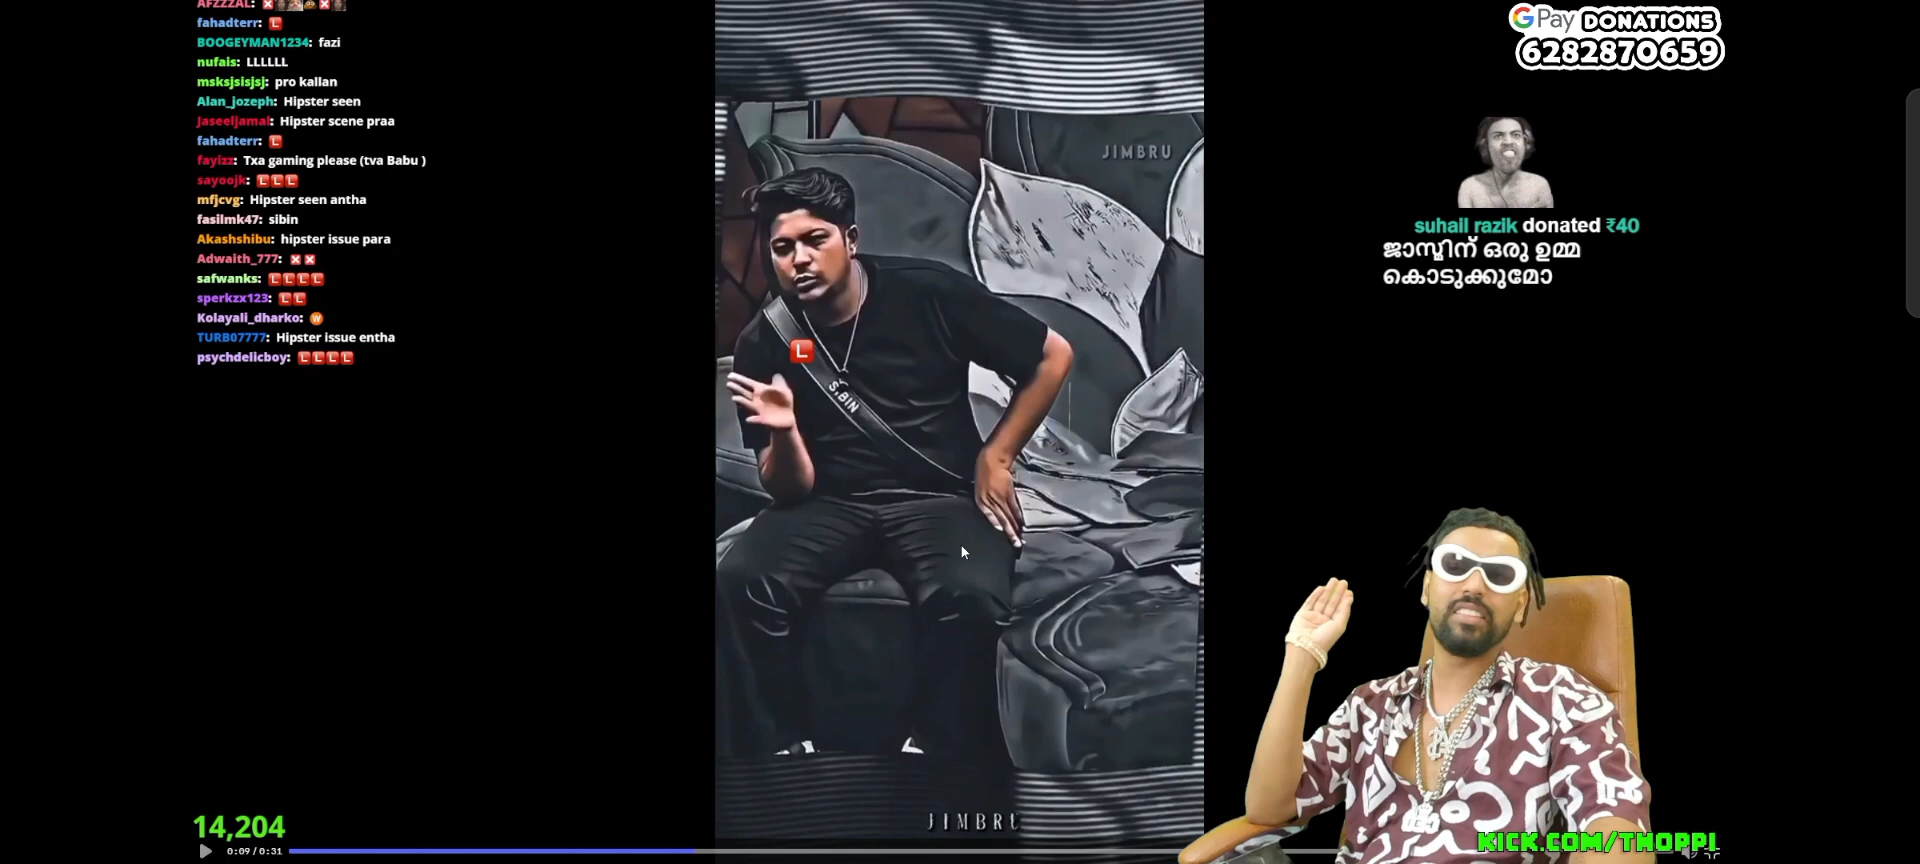 AFZZZAL:
fahadterr: L
BOOGEYMAN1234: fazi
nufais: LLLLLL
msksjsisjsj: pro kallan
Alan_jozeph: Hipster seen
Jaseeljamal: Hipster scene praa
fahadterr: L
fayizz: Txa gaming please (tva Babu )
sayoojk: L L L
mfjcvg: Hipster seen antha
fasilmk47: sibin
Akashshibu: hipster issue para
Adwaith_777:
safwanks: L L L L
sperkzx123: L L
Kolayali_dharko: W
TURB07777: Hipster issue entha
psychdelicboy: L L L L
14,204
0:09 / 0:31
JIMBRU
L
S!BIN
JIMBRU
G Pay DONATIONS
6282870659
suhail razik donated ₹40
ജാസ്മിന് ഒരു ഉമ്മ
കൊടുക്കുമോ
KICK.COM/THOPPI